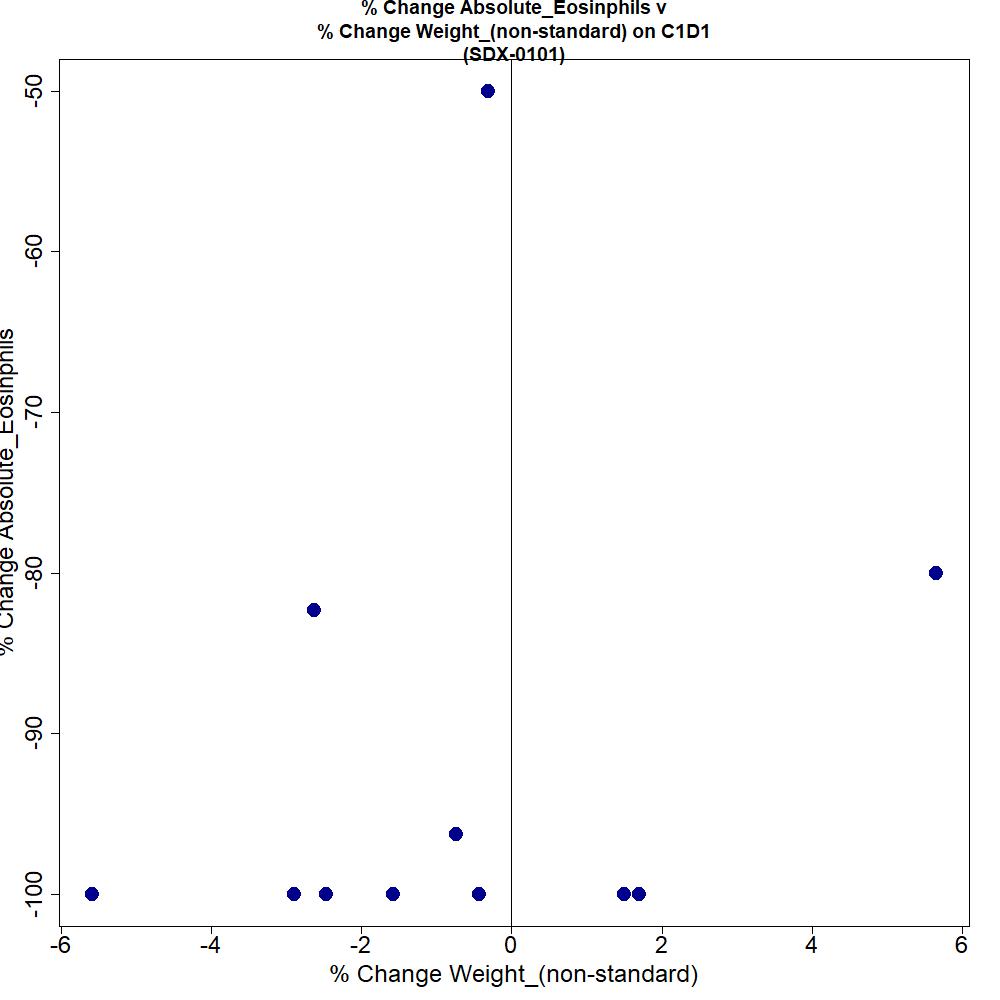 % Change Absolute_Eosinphils v
% Change Weight_(non-standard) on C1D1
(SDX-0101)
% Change Absolute_Eosinphils
-50
-60
-70
-80
-90
-100
-6
-4
-2
0
2
4
6
% Change Weight_(non-standard)